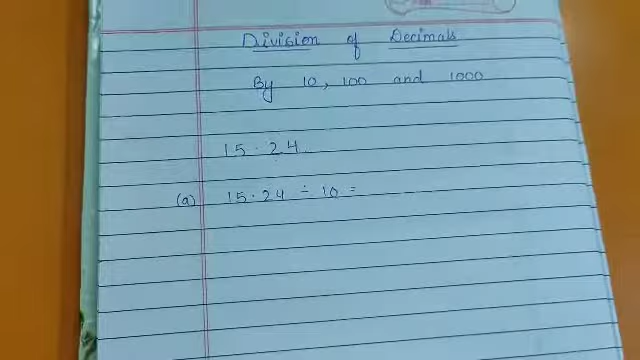 Division of Decimals
By 10, 100 and 1000
15.24
(a) 15.24 ÷ 10 =